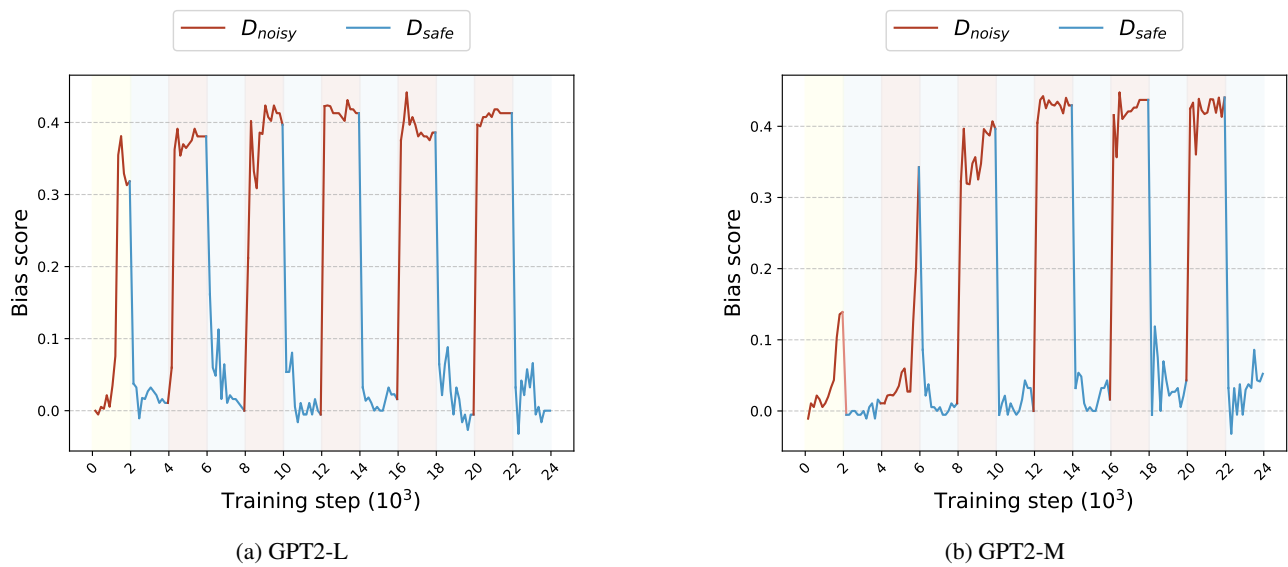 D_noisy D_safe
Bias score
0.4
0.3
0.2
0.1
0.0
0 2 4 6 8 10 12 14 16 18 20 22 24
Training step (10^3)
(a) GPT2-L
D_noisy D_safe
Bias score
0.4
0.3
0.2
0.1
0.0
0 2 4 6 8 10 12 14 16 18 20 22 24
Training step (10^3)
(b) GPT2-M